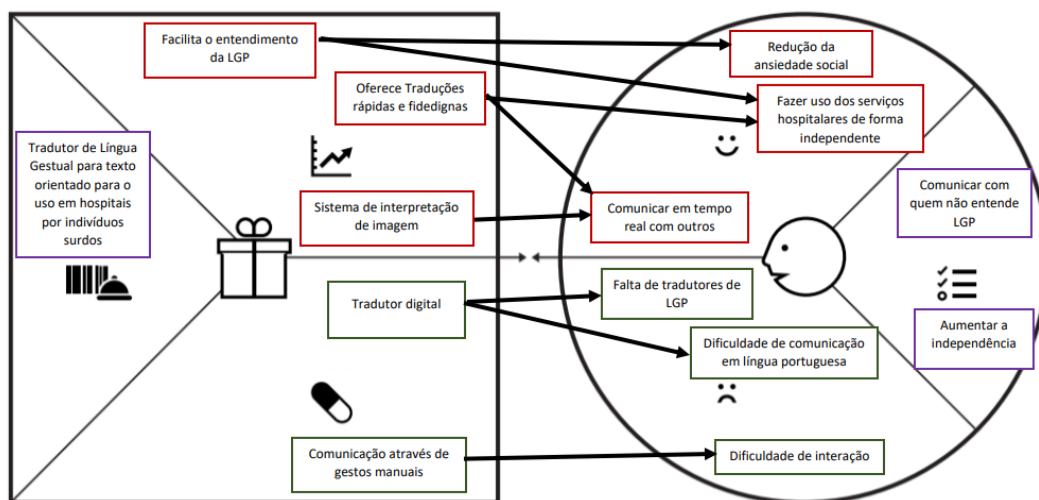 Facilita o entendimento
da LGP
Oferece Traduções
rápidas e fidedignas
Tradutor de Língua
Gestual para texto
orientado para o
uso em hospitais
por indivíduos
surdos
Sistema de interpretação
de imagem
Tradutor digital
Comunicação através de
gestos manuais
Redução da
ansiedade social
Fazer uso dos serviços
hospitalares de forma
independente
Comunicar em tempo
real com outros
Comunicar com
quem não entende
LGP
Falta de tradutores de
LGP
Dificuldade de comunicação
em língua portuguesa
Aumentar a
independência
Dificuldade de interação